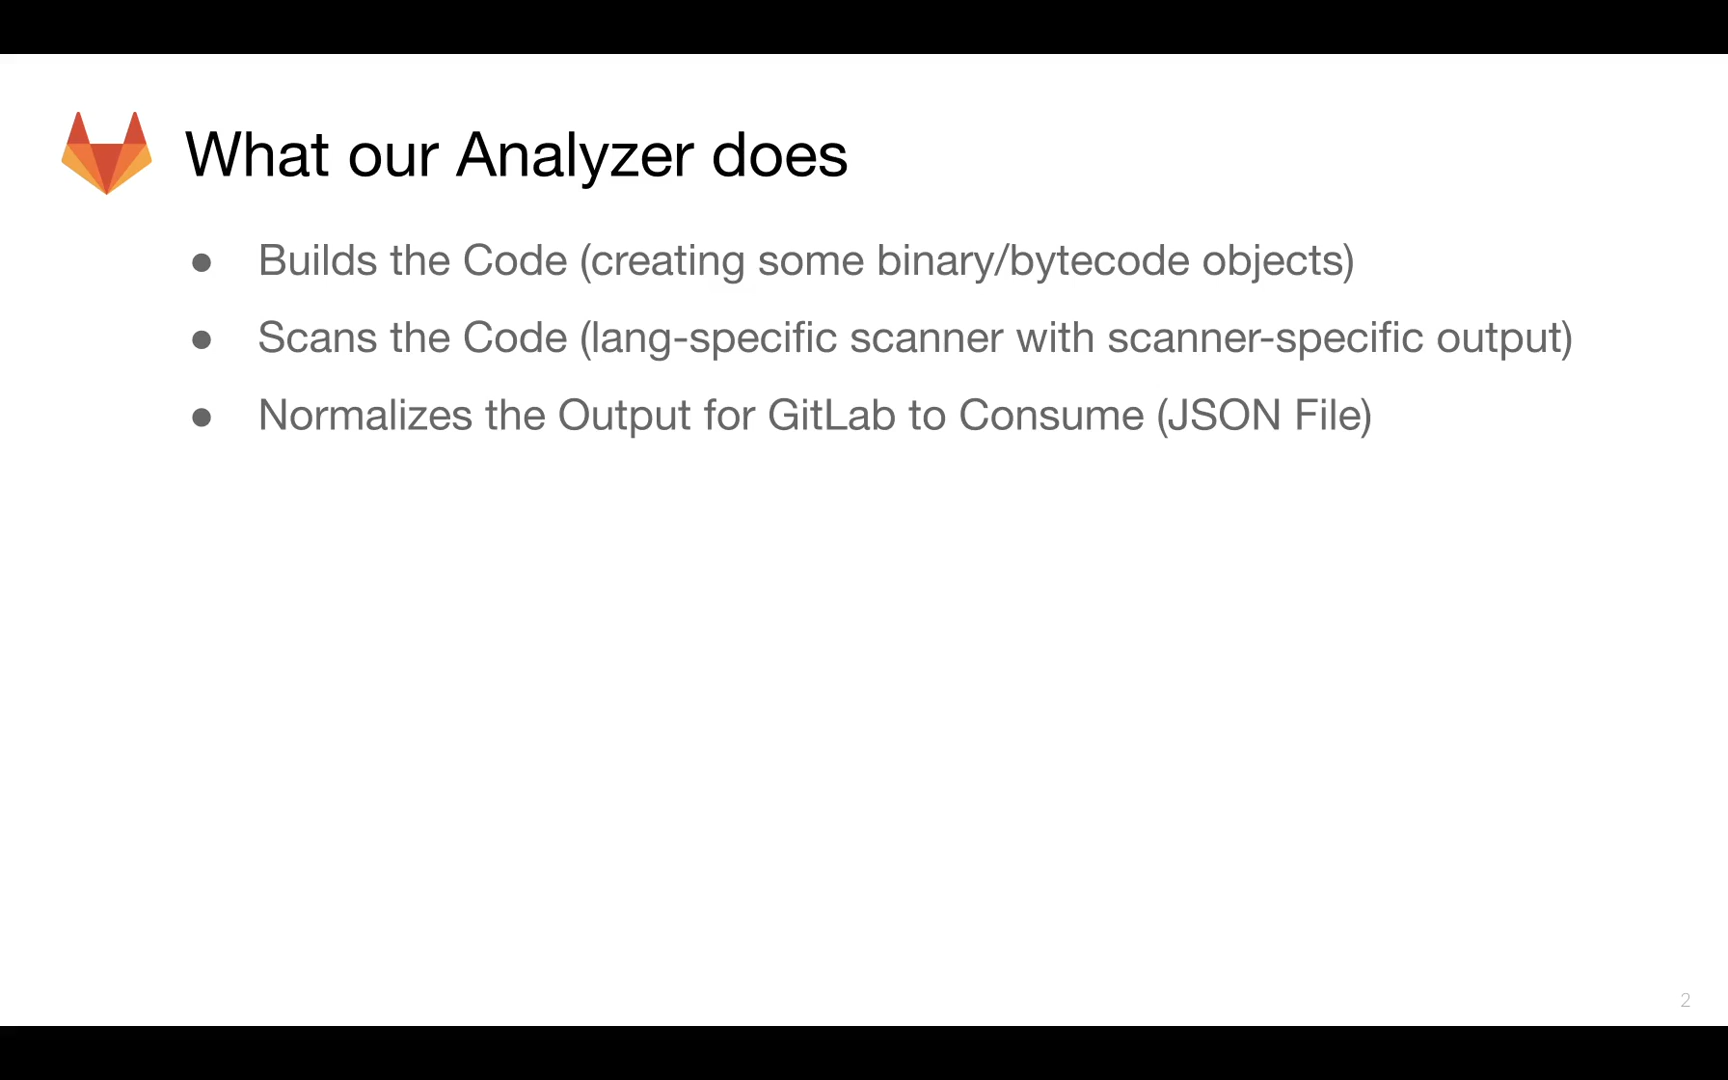 What our Analyzer does
● Builds the Code (creating some binary/bytecode objects)
● Scans the Code (lang-specific scanner with scanner-specific output)
● Normalizes the Output for GitLab to Consume (JSON File)
2